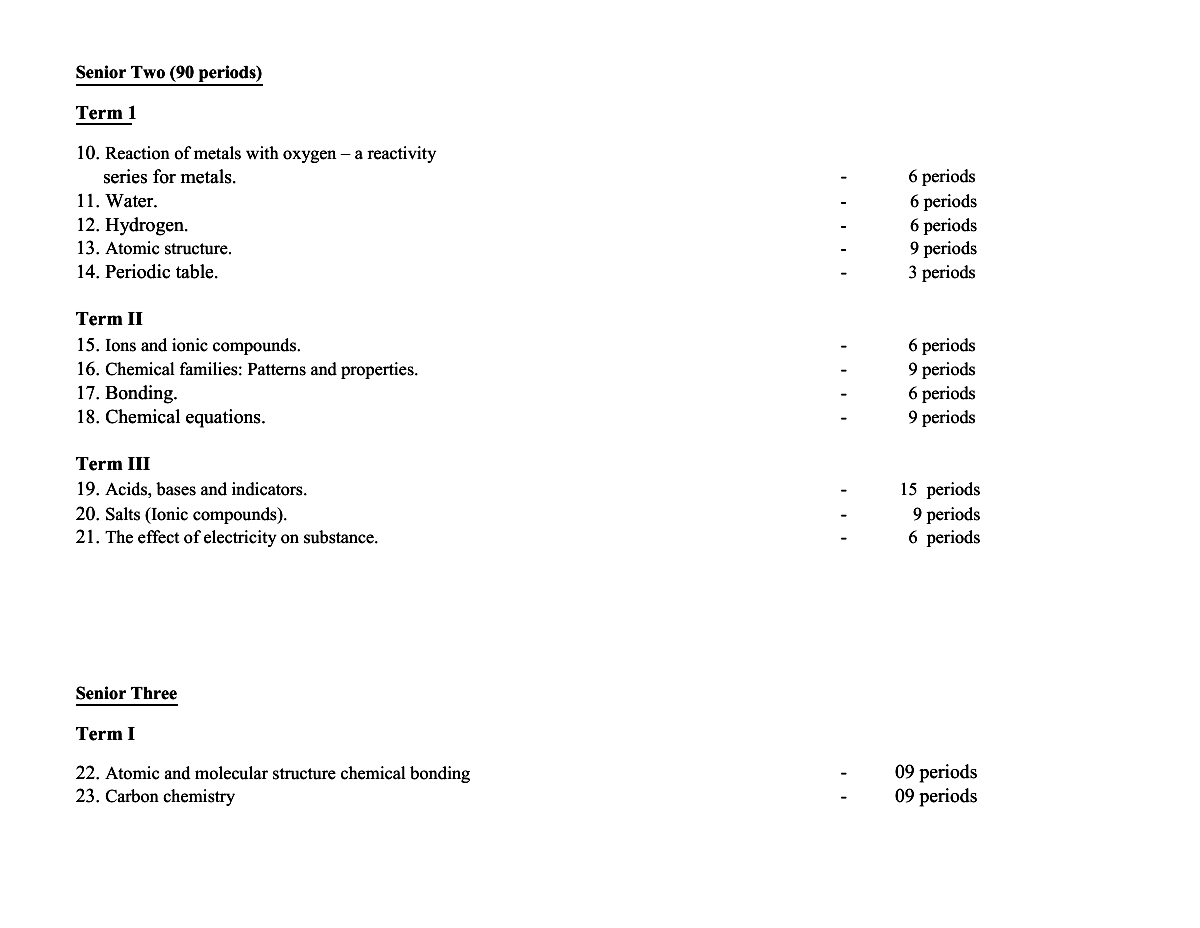 Senior Two (90 periods)
Term 1
10. Reaction of metals with oxygen – a reactivity
series for metals. - 6 periods
11. Water. - 6 periods
12. Hydrogen. - 6 periods
13. Atomic structure. - 9 periods
14. Periodic table. - 3 periods
Term II
15. Ions and ionic compounds. - 6 periods
16. Chemical families: Patterns and properties. - 9 periods
17. Bonding. - 6 periods
18. Chemical equations. - 9 periods
Term III
19. Acids, bases and indicators. - 15 periods
20. Salts (Ionic compounds). - 9 periods
21. The effect of electricity on substance. - 6 periods
Senior Three
Term I
22. Atomic and molecular structure chemical bonding - 09 periods
23. Carbon chemistry - 09 periods